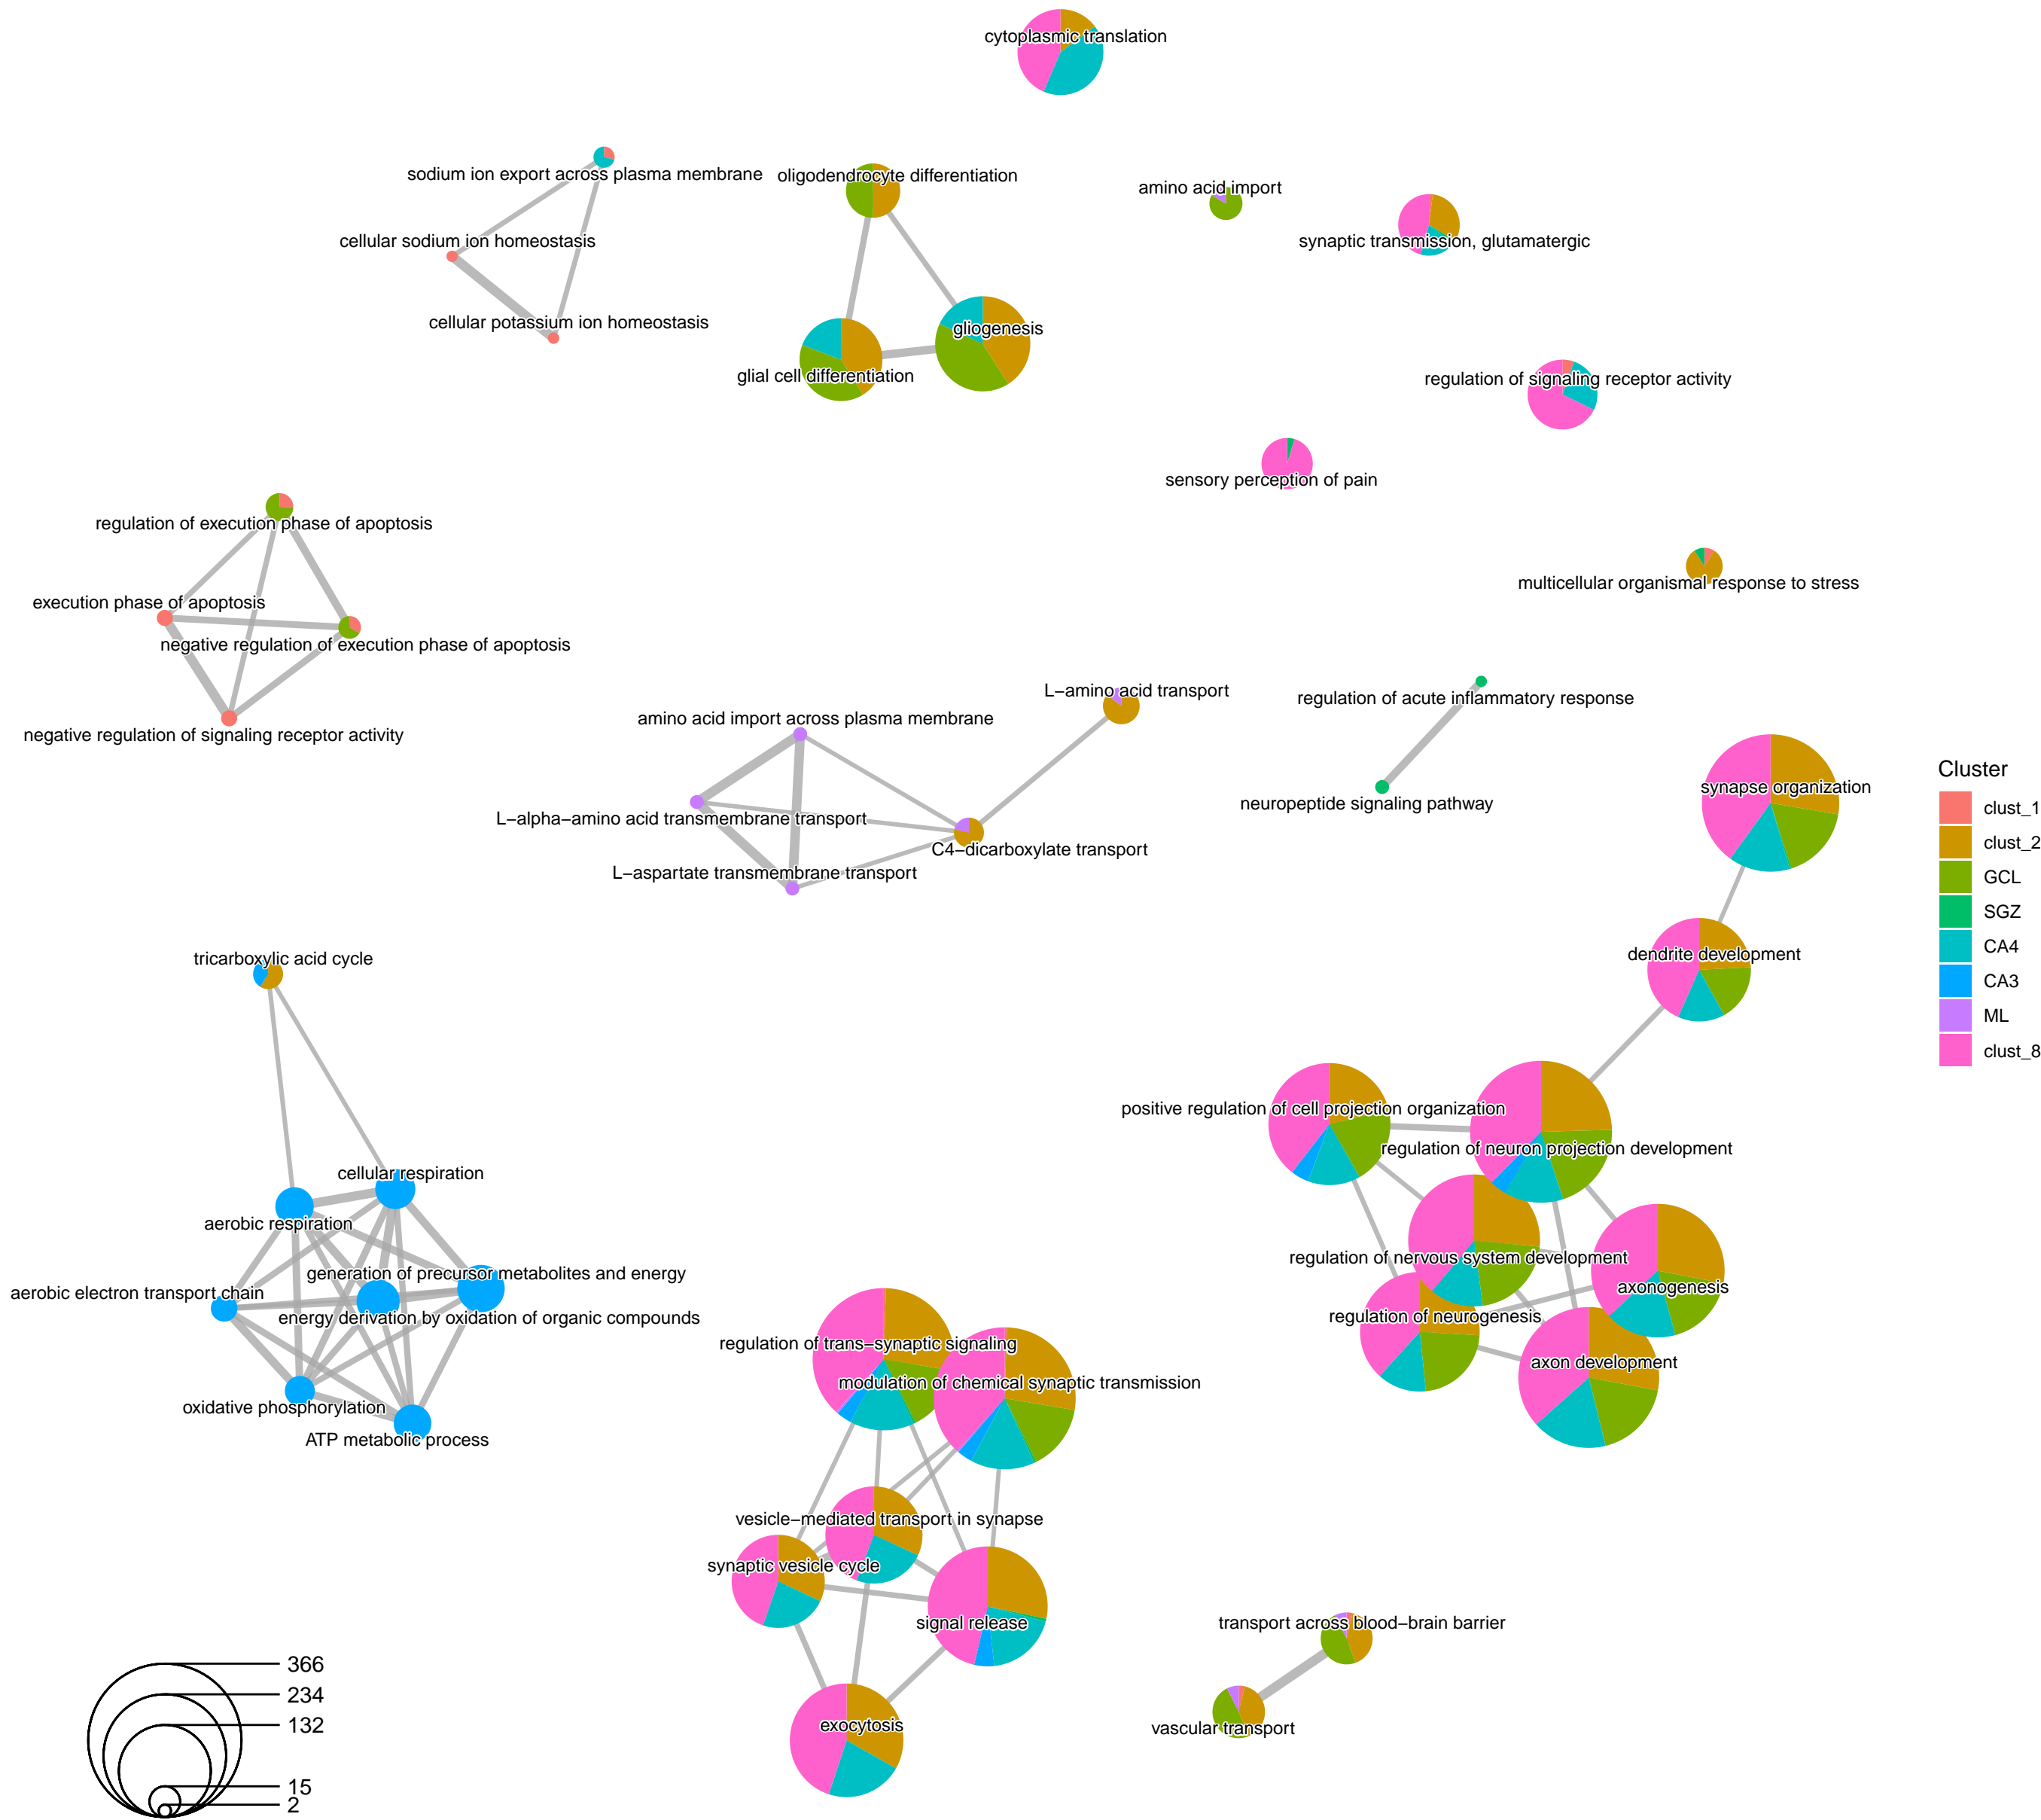 cytoplasmic translation
sodium ion export across plasma membrane
oligodendrocyte differentiation
amino acid import
synaptic transmission, glutamatergic
cellular sodium ion homeostasis
cellular potassium ion homeostasis
gliogenesis
glial cell differentiation
regulation of signaling receptor activity
sensory perception of pain
regulation of execution phase of apoptosis
multicellular organismal response to stress
execution phase of apoptosis
negative regulation of execution phase of apoptosis
negative regulation of signaling receptor activity
L−amino acid transport
regulation of acute inflammatory response
amino acid import across plasma membrane
neuropeptide signaling pathway
L−alpha−amino acid transmembrane transport
C4−dicarboxylate transport
L−aspartate transmembrane transport
synapse organization
Cluster
clust_1
clust_2
GCL
SGZ
CA4
CA3
ML
clust_8
tricarboxylic acid cycle
dendrite development
positive regulation of cell projection organization
regulation of neuron projection development
cellular respiration
aerobic respiration
regulation of nervous system development
generation of precursor metabolites and energy
aerobic electron transport chain
axonogenesis
energy derivation by oxidation of organic compounds
regulation of neurogenesis
regulation of trans−synaptic signaling
axon development
modulation of chemical synaptic transmission
oxidative phosphorylation
ATP metabolic process
vesicle−mediated transport in synapse
synaptic vesicle cycle
signal release
transport across blood−brain barrier
exocytosis
vascular transport
366
234
132
15
2